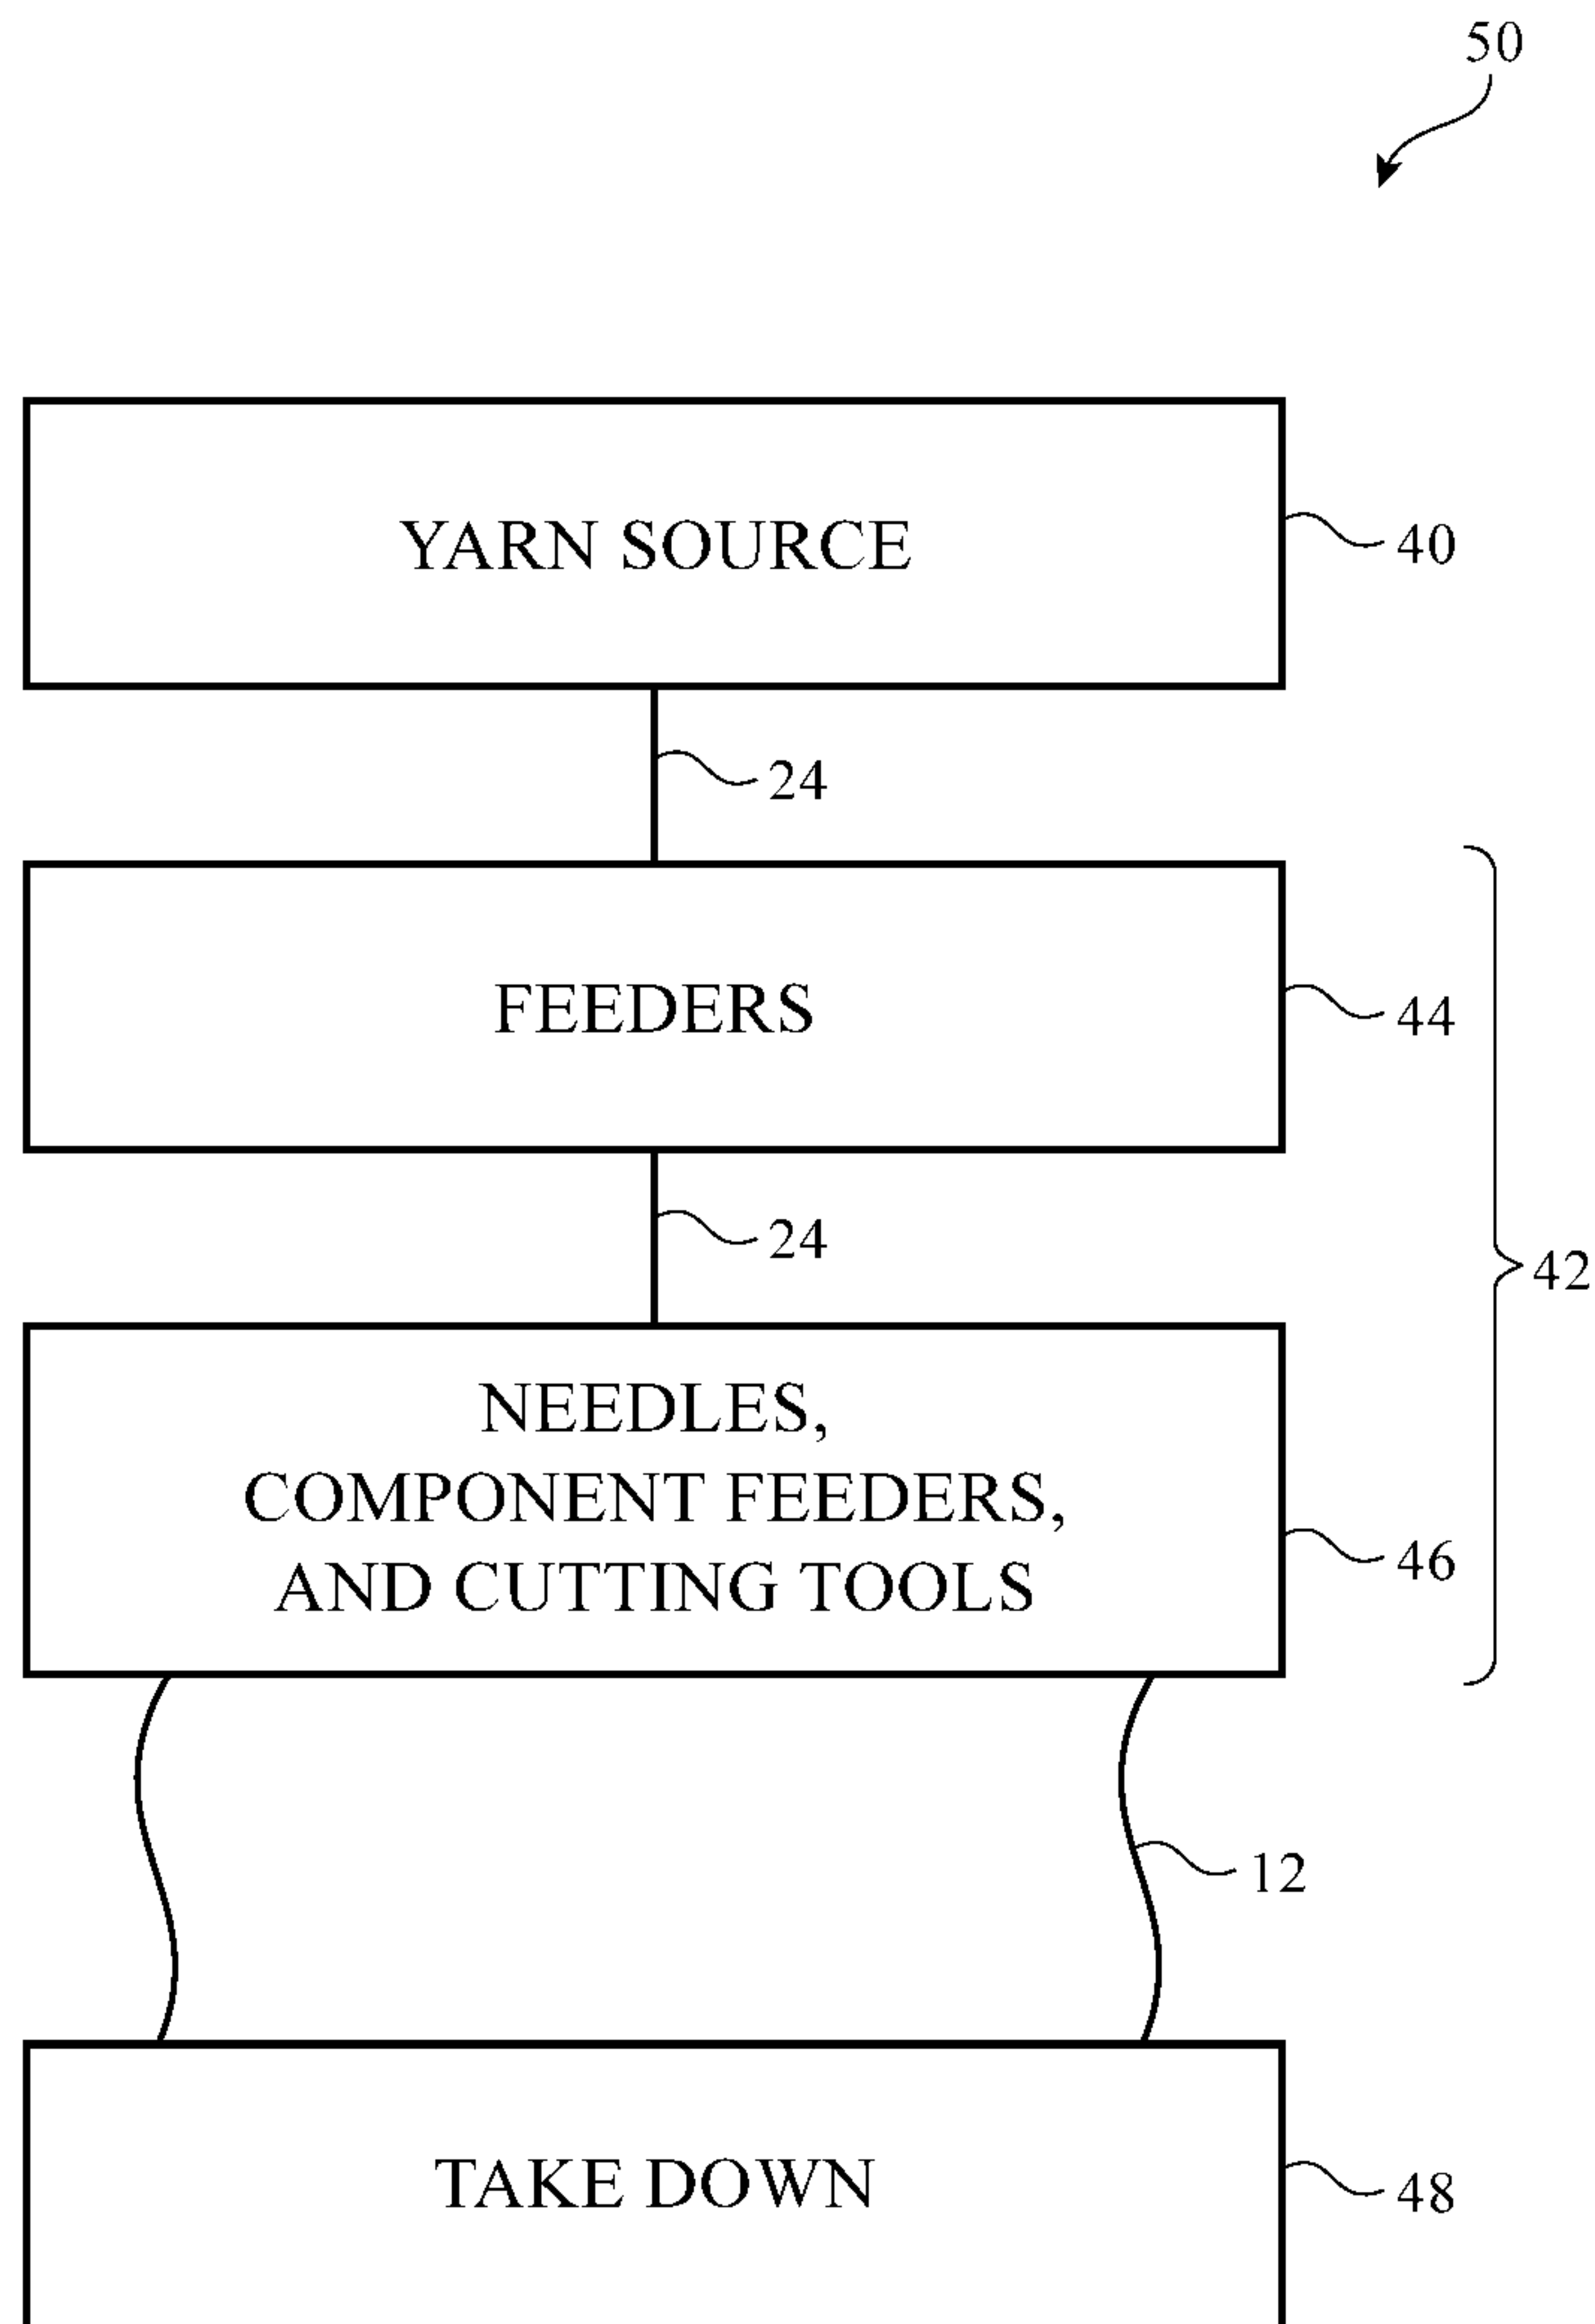 50
YARN SOURCE
40
24
FEEDERS
44
24
42
NEEDLES,
COMPONENT FEEDERS,
AND CUTTING TOOLS
46
12
TAKE DOWN
48